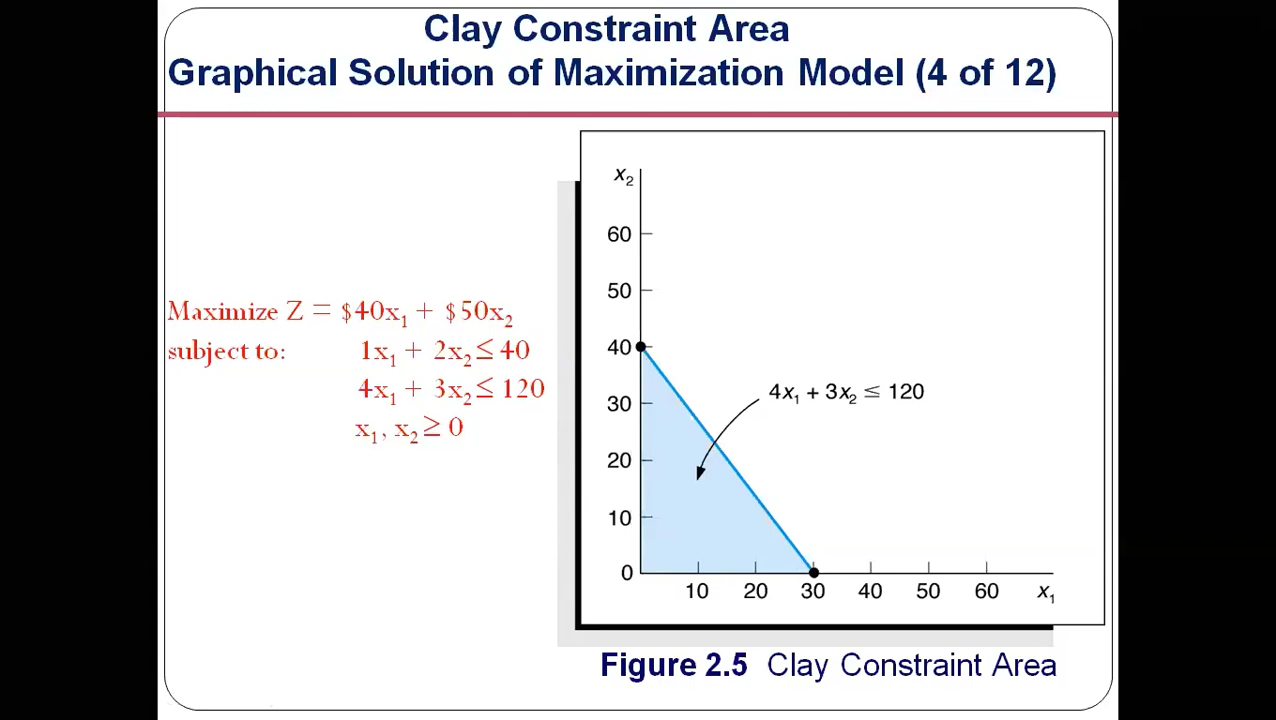 Clay Constraint Area
Graphical Solution of Maximization Model (4 of 12)
Maximize Z = $40x₁ + $50x₂
subject to: 1x₁ + 2x₂ ≤ 40
4x₁ + 3x₂ ≤ 120
x₁, x₂ ≥ 0
x₂
60
50
40
30
20
10
0
4x₁ + 3x₂ ≤ 120
10 20 30 40 50 60 x₁
Figure 2.5 Clay Constraint Area